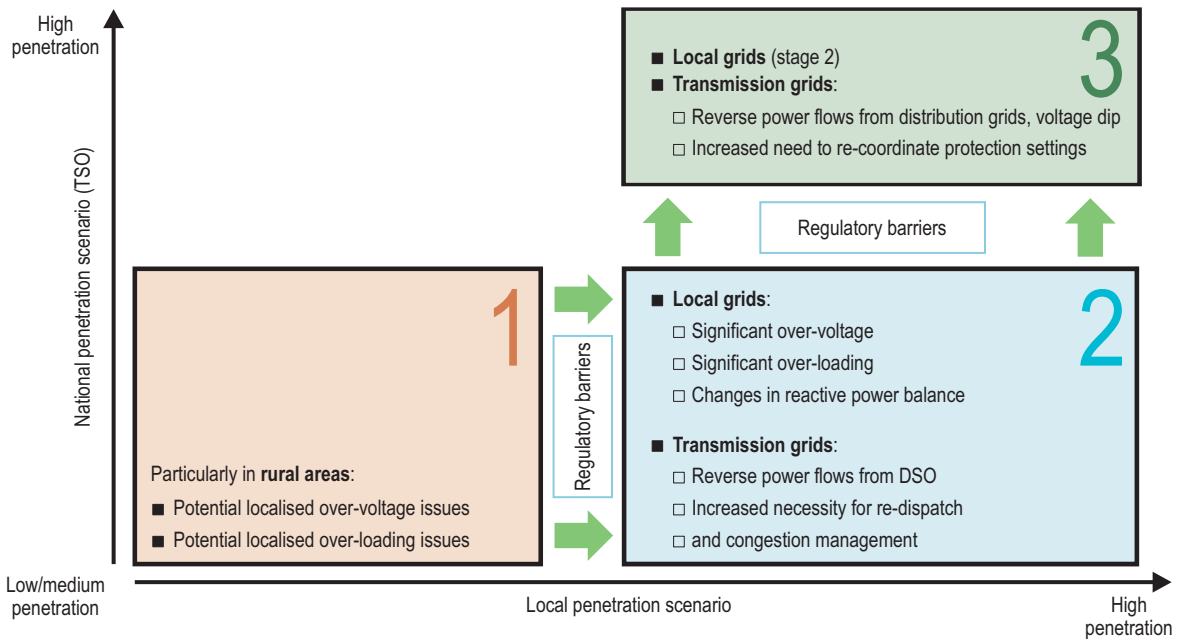 High
penetration
National penetration scenario (TSO)
3
■ Local grids (stage 2)
■ Transmission grids:
□ Reverse power flows from distribution grids, voltage dip
□ Increased need to re-coordinate protection settings
Regulatory barriers
1
Particularly in rural areas:
■ Potential localised over-voltage issues
■ Potential localised over-loading issues
Regulatory barriers
2
■ Local grids:
□ Significant over-voltage
□ Significant over-loading
□ Changes in reactive power balance
■ Transmission grids:
□ Reverse power flows from DSO
□ Increased necessity for re-dispatch
□ and congestion management
Low/medium
penetration
Local penetration scenario
High
penetration